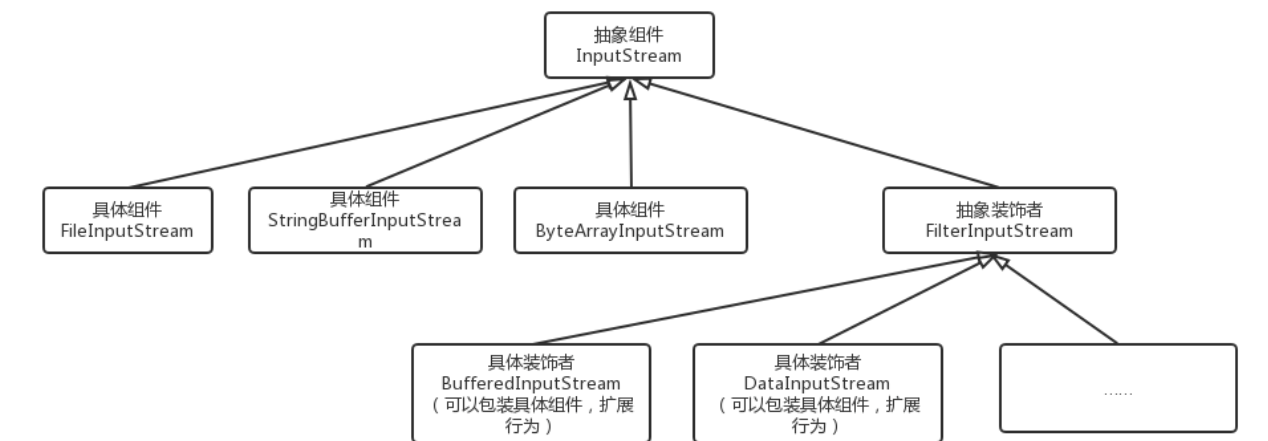 抽象组件
InputStream
具体组件
FileInputStream
具体组件
StringBufferInputStrea
m
具体组件
ByteArrayInputStream
抽象装饰者
FilterInputStream
具体装饰者
BufferedInputStream
（可以包装具体组件，扩展
行为）
具体装饰者
DataInputStream
（可以包装具体组件，扩展
行为）
……